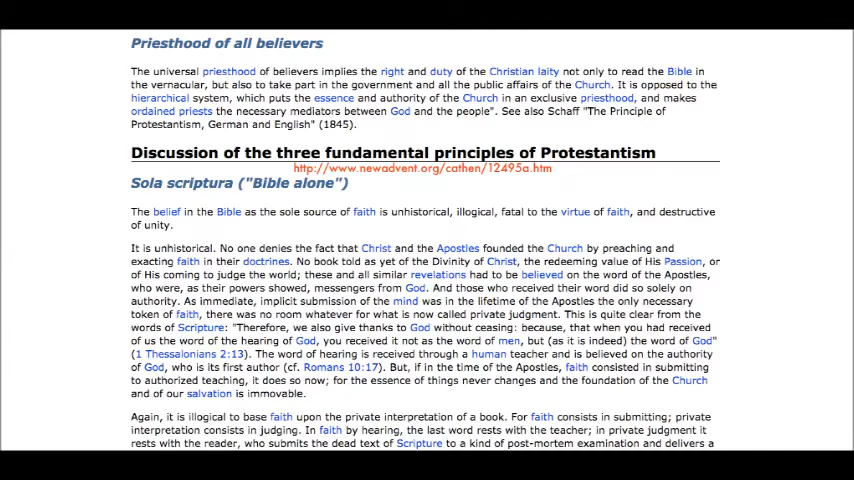 Priesthood of all believers
The universal priesthood of believers implies the right and duty of the Christian laity not only to read the Bible in
the vernacular, but also to take part in the government and all the public affairs of the Church. It is opposed to the
hierarchical system, which puts the essence and authority of the Church in an exclusive priesthood, and makes
ordained priests the necessary mediators between God and the people". See also Schaff "The Principle of
Protestantism, German and English" (1845).
Discussion of the three fundamental principles of Protestantism
http://www.newadvent.org/cathen/12495a.htm
Sola scriptura ("Bible alone")
The belief in the Bible as the sole source of faith is unhistorical, illogical, fatal to the virtue of faith, and destructive
of unity.
It is unhistorical. No one denies the fact that Christ and the Apostles founded the Church by preaching and
exacting faith in their doctrines. No book told as yet of the Divinity of Christ, the redeeming value of His Passion, or
of His coming to judge the world; these and all similar revelations had to be believed on the word of the Apostles,
who were, as their powers showed, messengers from God. And those who received their word did so solely on
authority. As immediate, implicit submission of the mind was in the lifetime of the Apostles the only necessary
token of faith, there was no room whatever for what is now called private judgment. This is quite clear from the
words of Scripture: "Therefore, we also give thanks to God without ceasing: because, that when you had received
of us the word of the hearing of God, you received it not as the word of men, but (as it is indeed) the word of God"
(1 Thessalonians 2:13). The word of hearing is received through a human teacher and is believed on the authority
of God, who is its first author (cf. Romans 10:17). But, if in the time of the Apostles, faith consisted in submitting
to authorized teaching, it does so now; for the essence of things never changes and the foundation of the Church
and of our salvation is immovable.
Again, it is illogical to base faith upon the private interpretation of a book. For faith consists in submitting; private
interpretation consists in judging. In faith by hearing, the last word rests with the teacher; in private judgment it
rests with the reader, who submits the dead text of Scripture to a kind of post-mortem examination and delivers a